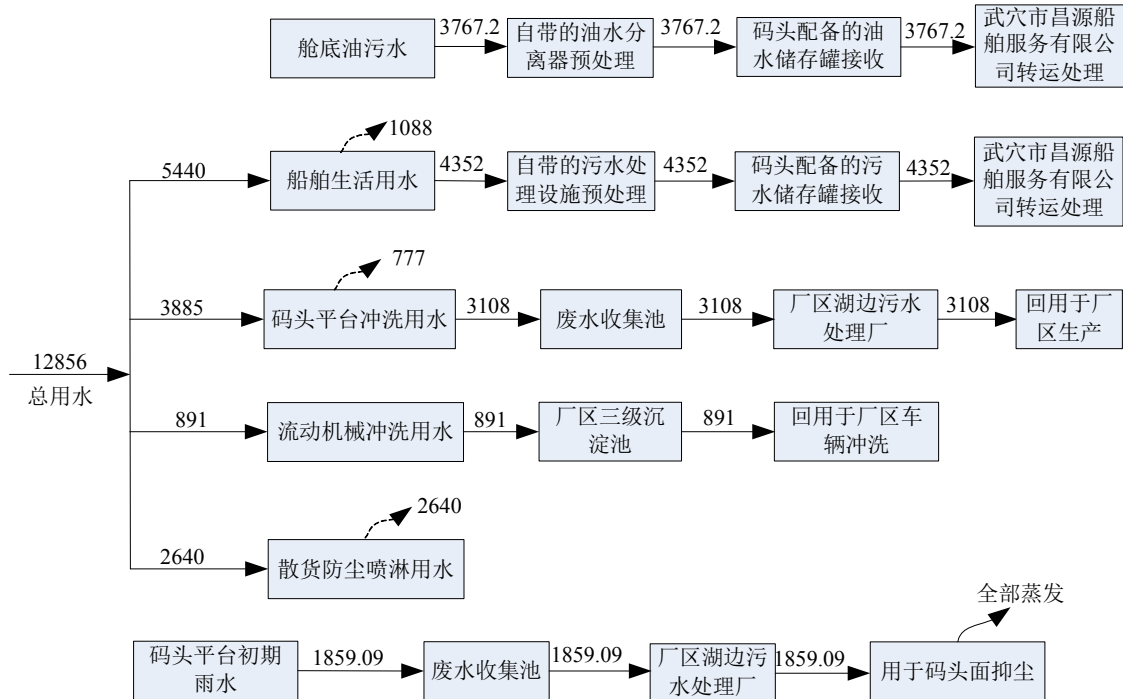 舱底油污水
3767.2
自带的油水分
离器预处理
3767.2
码头配备的油
水储存罐接收
3767.2
武穴市昌源船
舶服务有限公
司转运处理
5440
船舶生活用水
1088
4352
自带的污水处
理设施预处理
4352
码头配备的污
水储存罐接收
4352
武穴市昌源船
舶服务有限公
司转运处理
3885
码头平台冲洗用水
777
3108
废水收集池
3108
厂区湖边污水
处理厂
3108
回用于厂
区生产
12856
总用水
891
流动机械冲洗用水
891
厂区三级沉
淀池
891
回用于厂区车
辆冲洗
2640
散货防尘喷淋用水
2640
码头平台初期
雨水
1859.09
废水收集池
1859.09
厂区湖边污
水处理厂
1859.09
用于码头面抑尘
全部蒸发